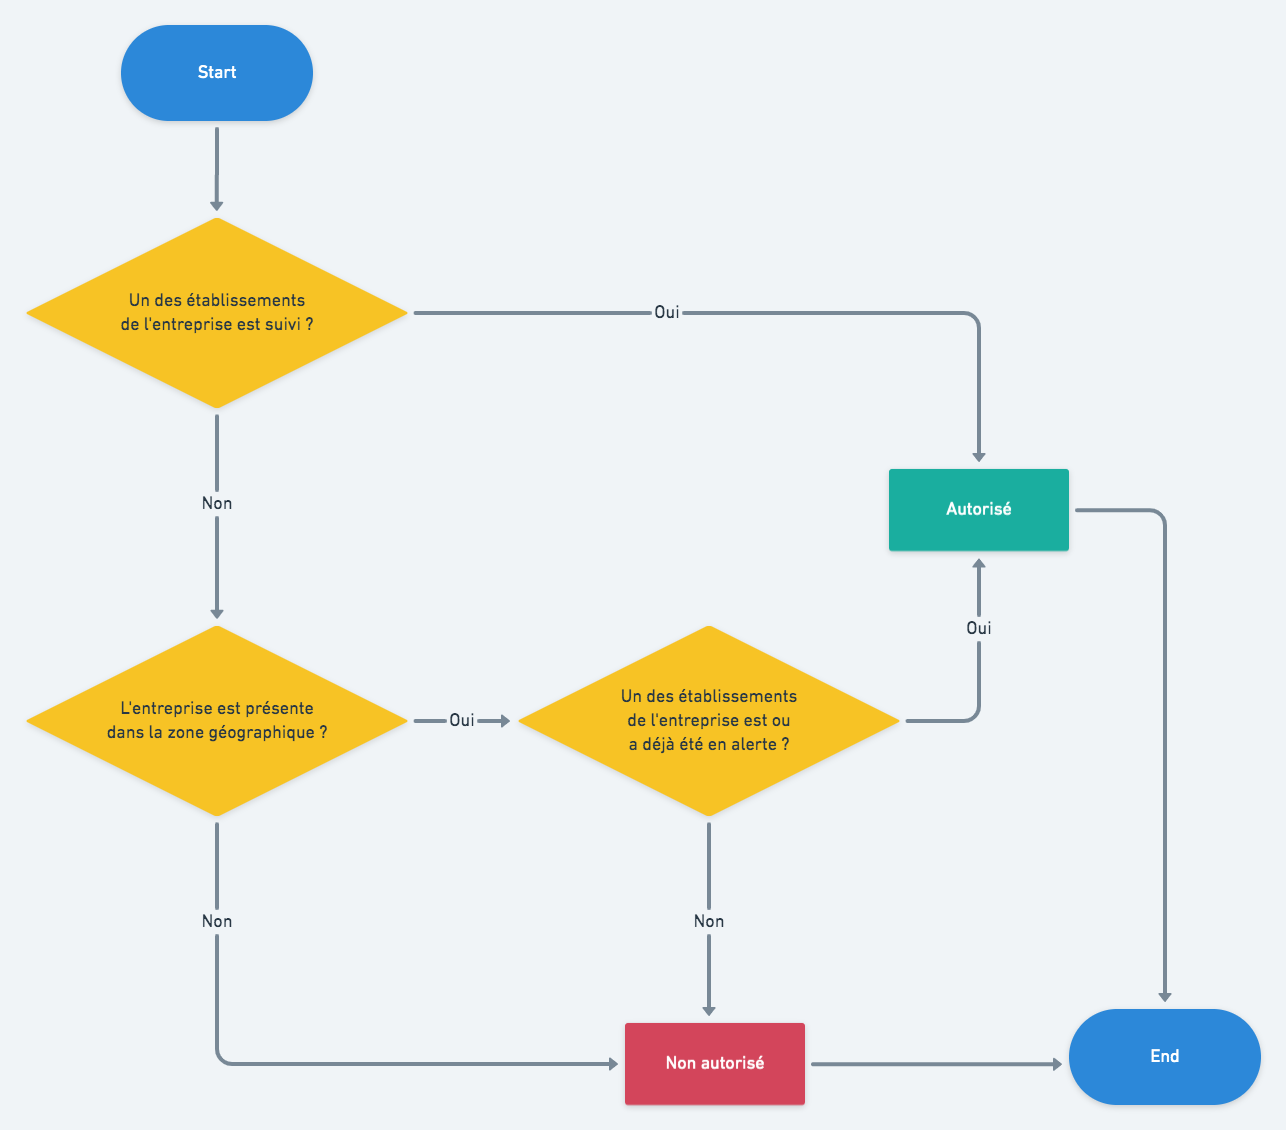 Start
Un des établissements
de l'entreprise est suivi ?
Oui
Non
Autorisé
Oui
L'entreprise est présente
dans la zone géographique ?
Oui
Un des établissements
de l'entreprise est ou
a déjà été en alerte ?
Non
Non
Non autorisé
End